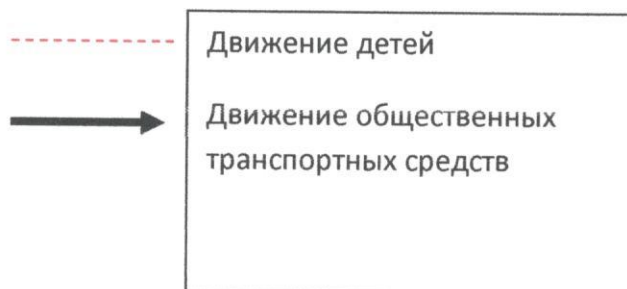 Движение детей
Движение общественных
транспортных средств